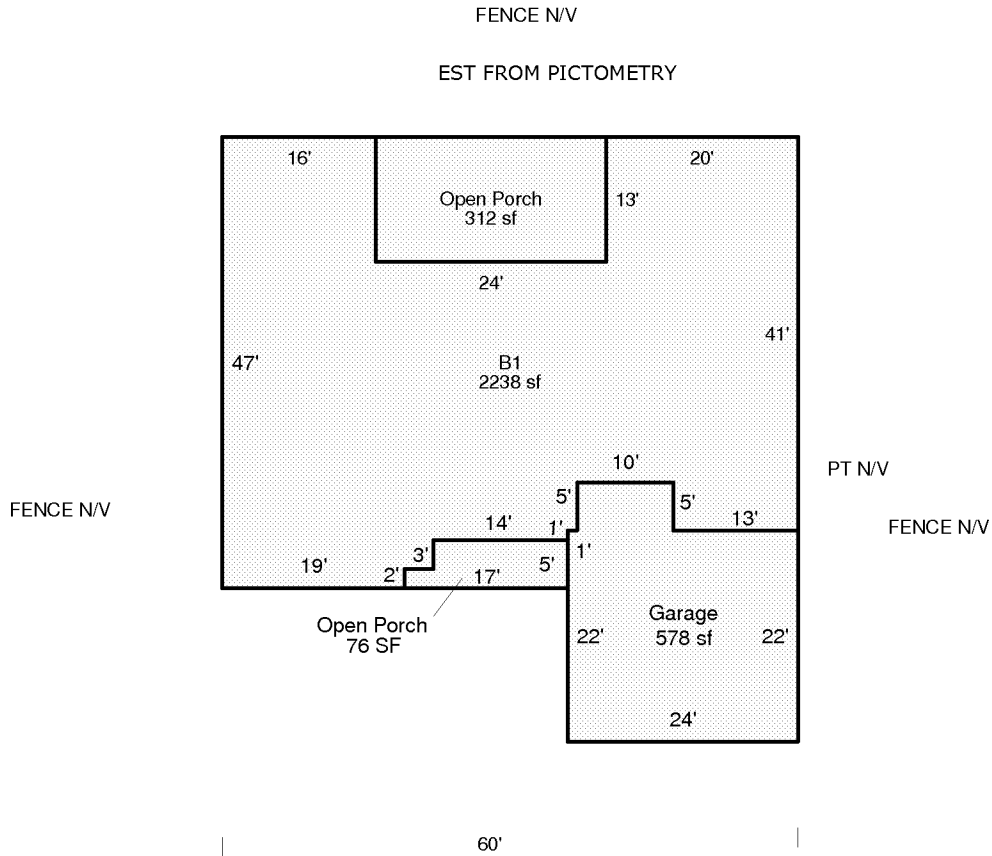 FENCE N/V
EST FROM PICTOMETRY
16'
20'
Open Porch
312 sf
13'
24'
41'
47'
B1
2238 sf
10'
PT N/V
5'
5'
FENCE N/V
14'
1'
13'
FENCE N/V
1'
3'
5'
19'
2'
17'
Garage
578 sf
Open Porch
76 SF
22'
22'
24'
60'